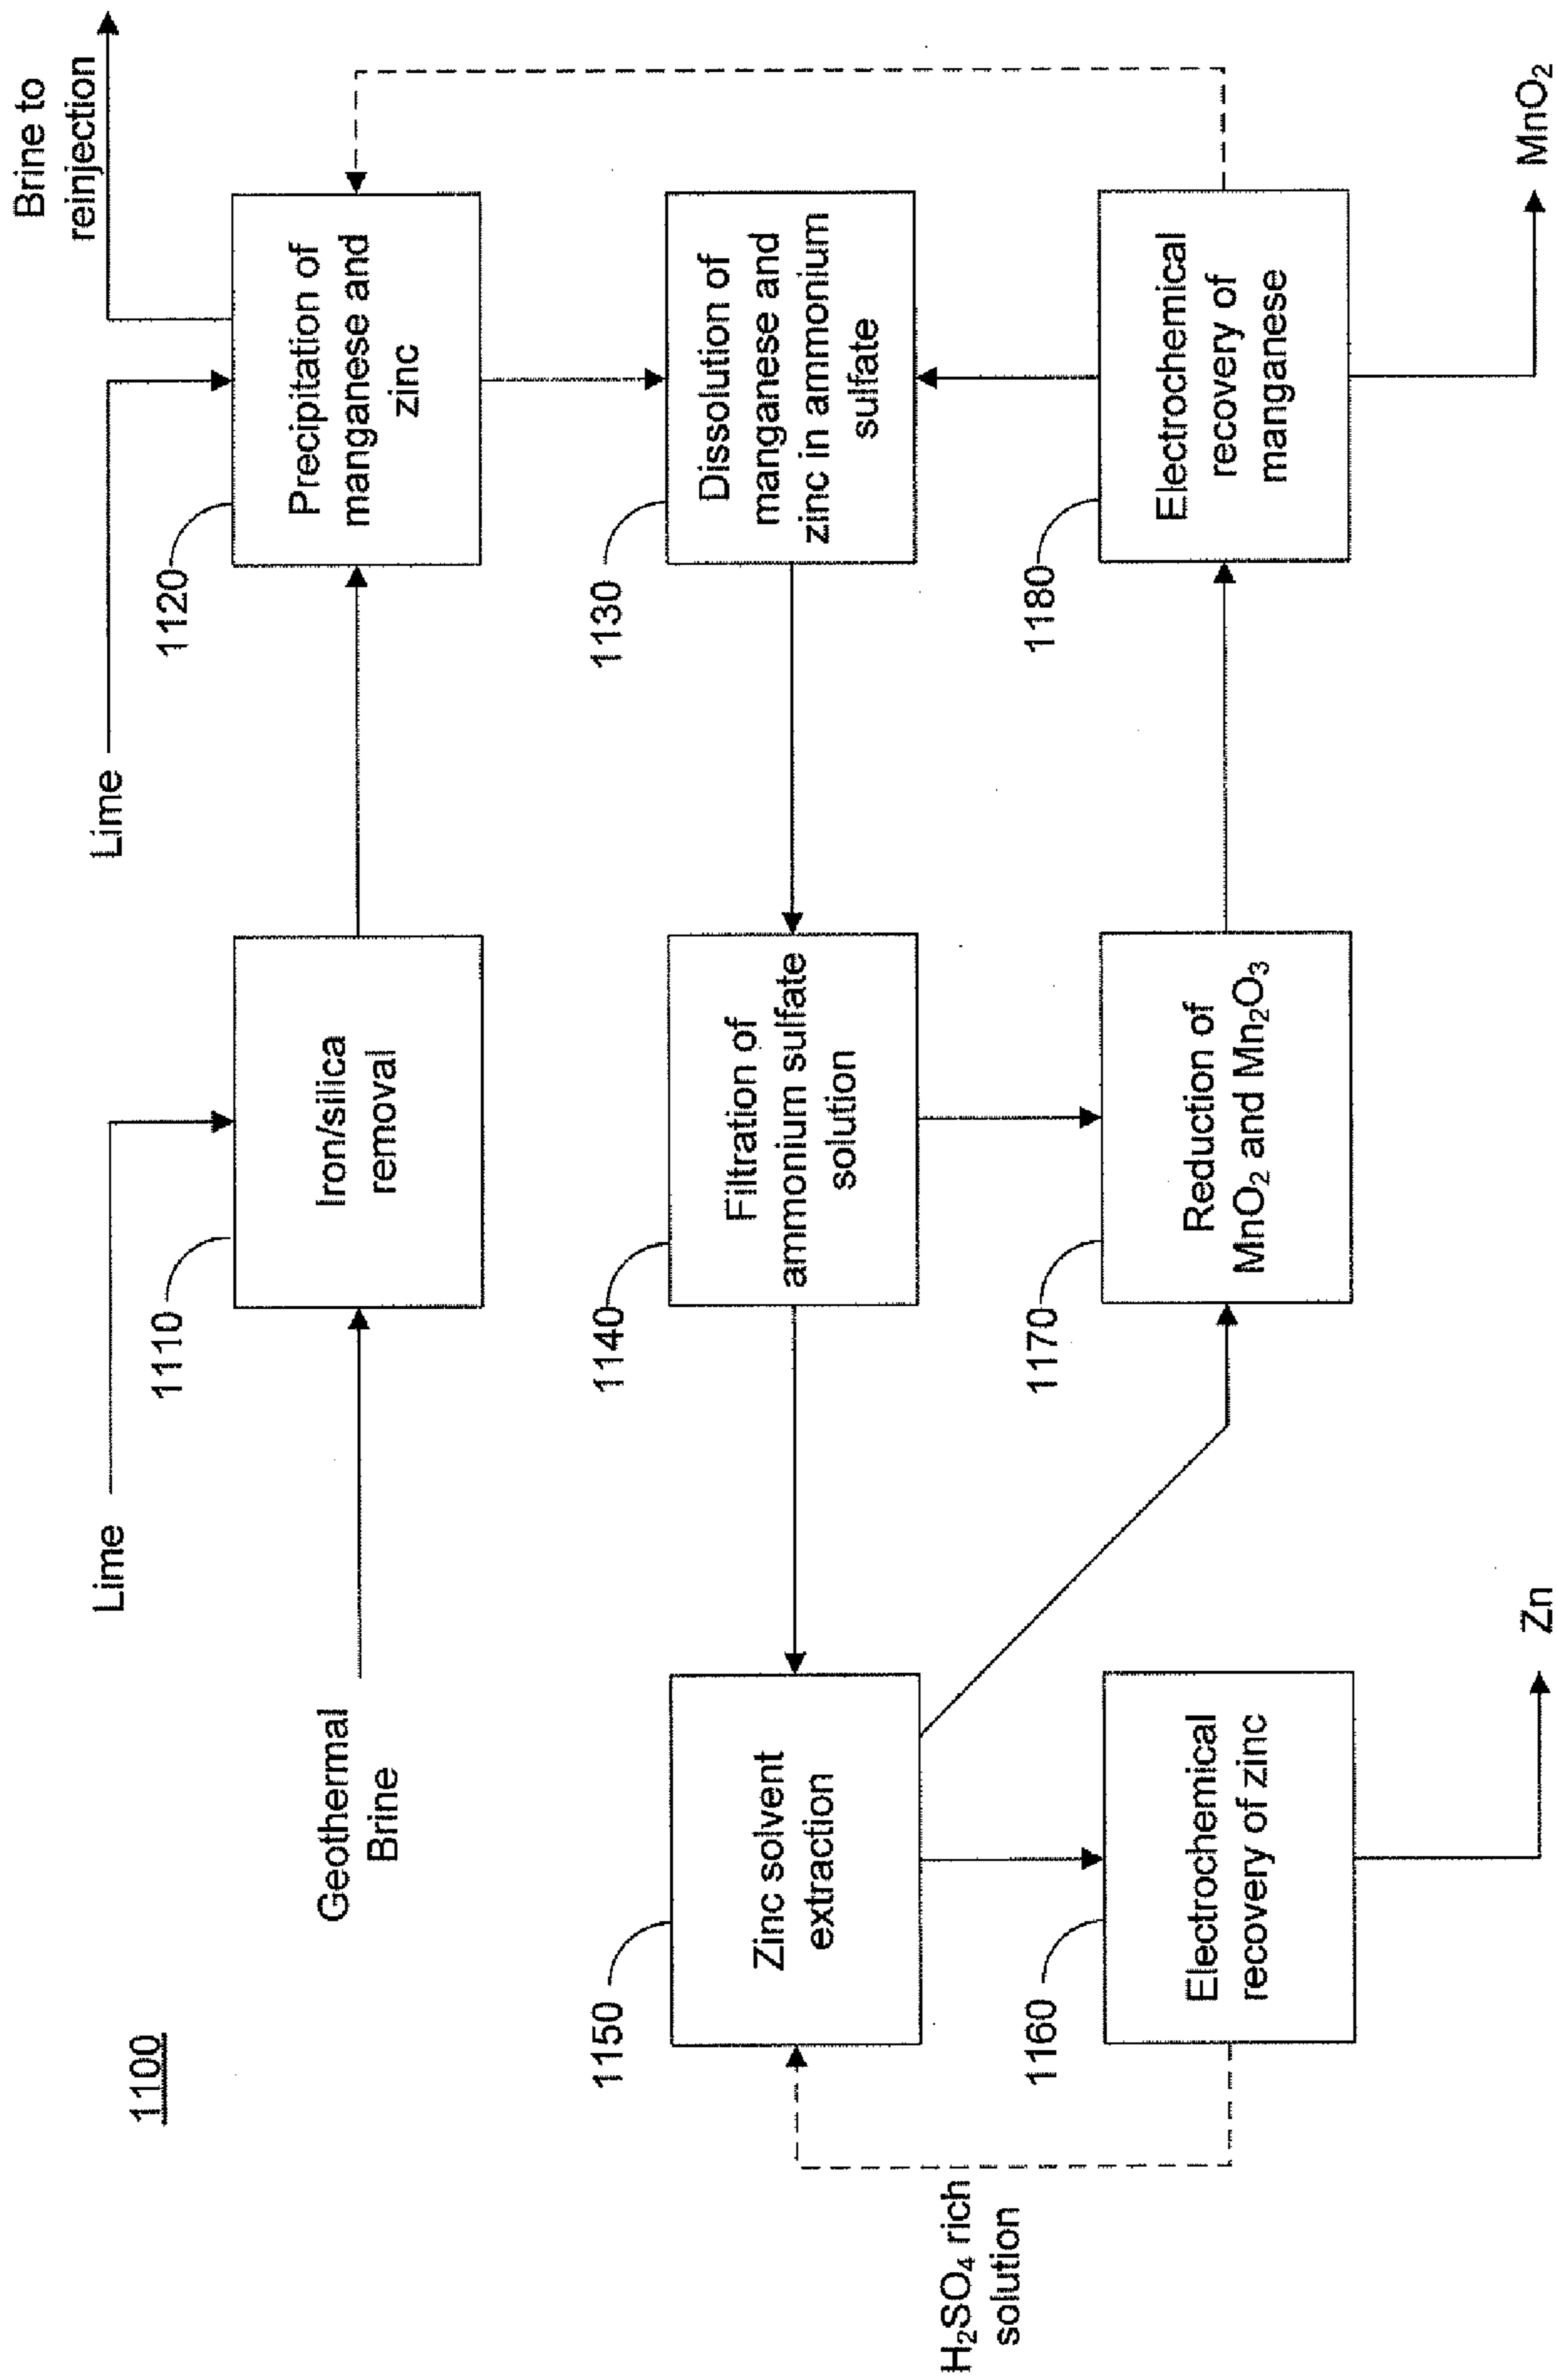 1100
Lime
Lime
Brine to
reinjection
Geothermal
Brine
1110
Iron/silica
removal
1120
Precipitation of
manganese and
zinc
1150
Zinc solvent
extraction
1140
Filtration of
ammonium sulfate
solution
1130
Dissolution of
manganese and
zinc in ammonium
sulfate
H₂SO₄ rich
solution
1160
Electrochemical
recovery of zinc
1170
Reduction of
MnO₂ and Mn₂O₃
1180
Electrochemical
recovery of
manganese
Zn
MnO₂